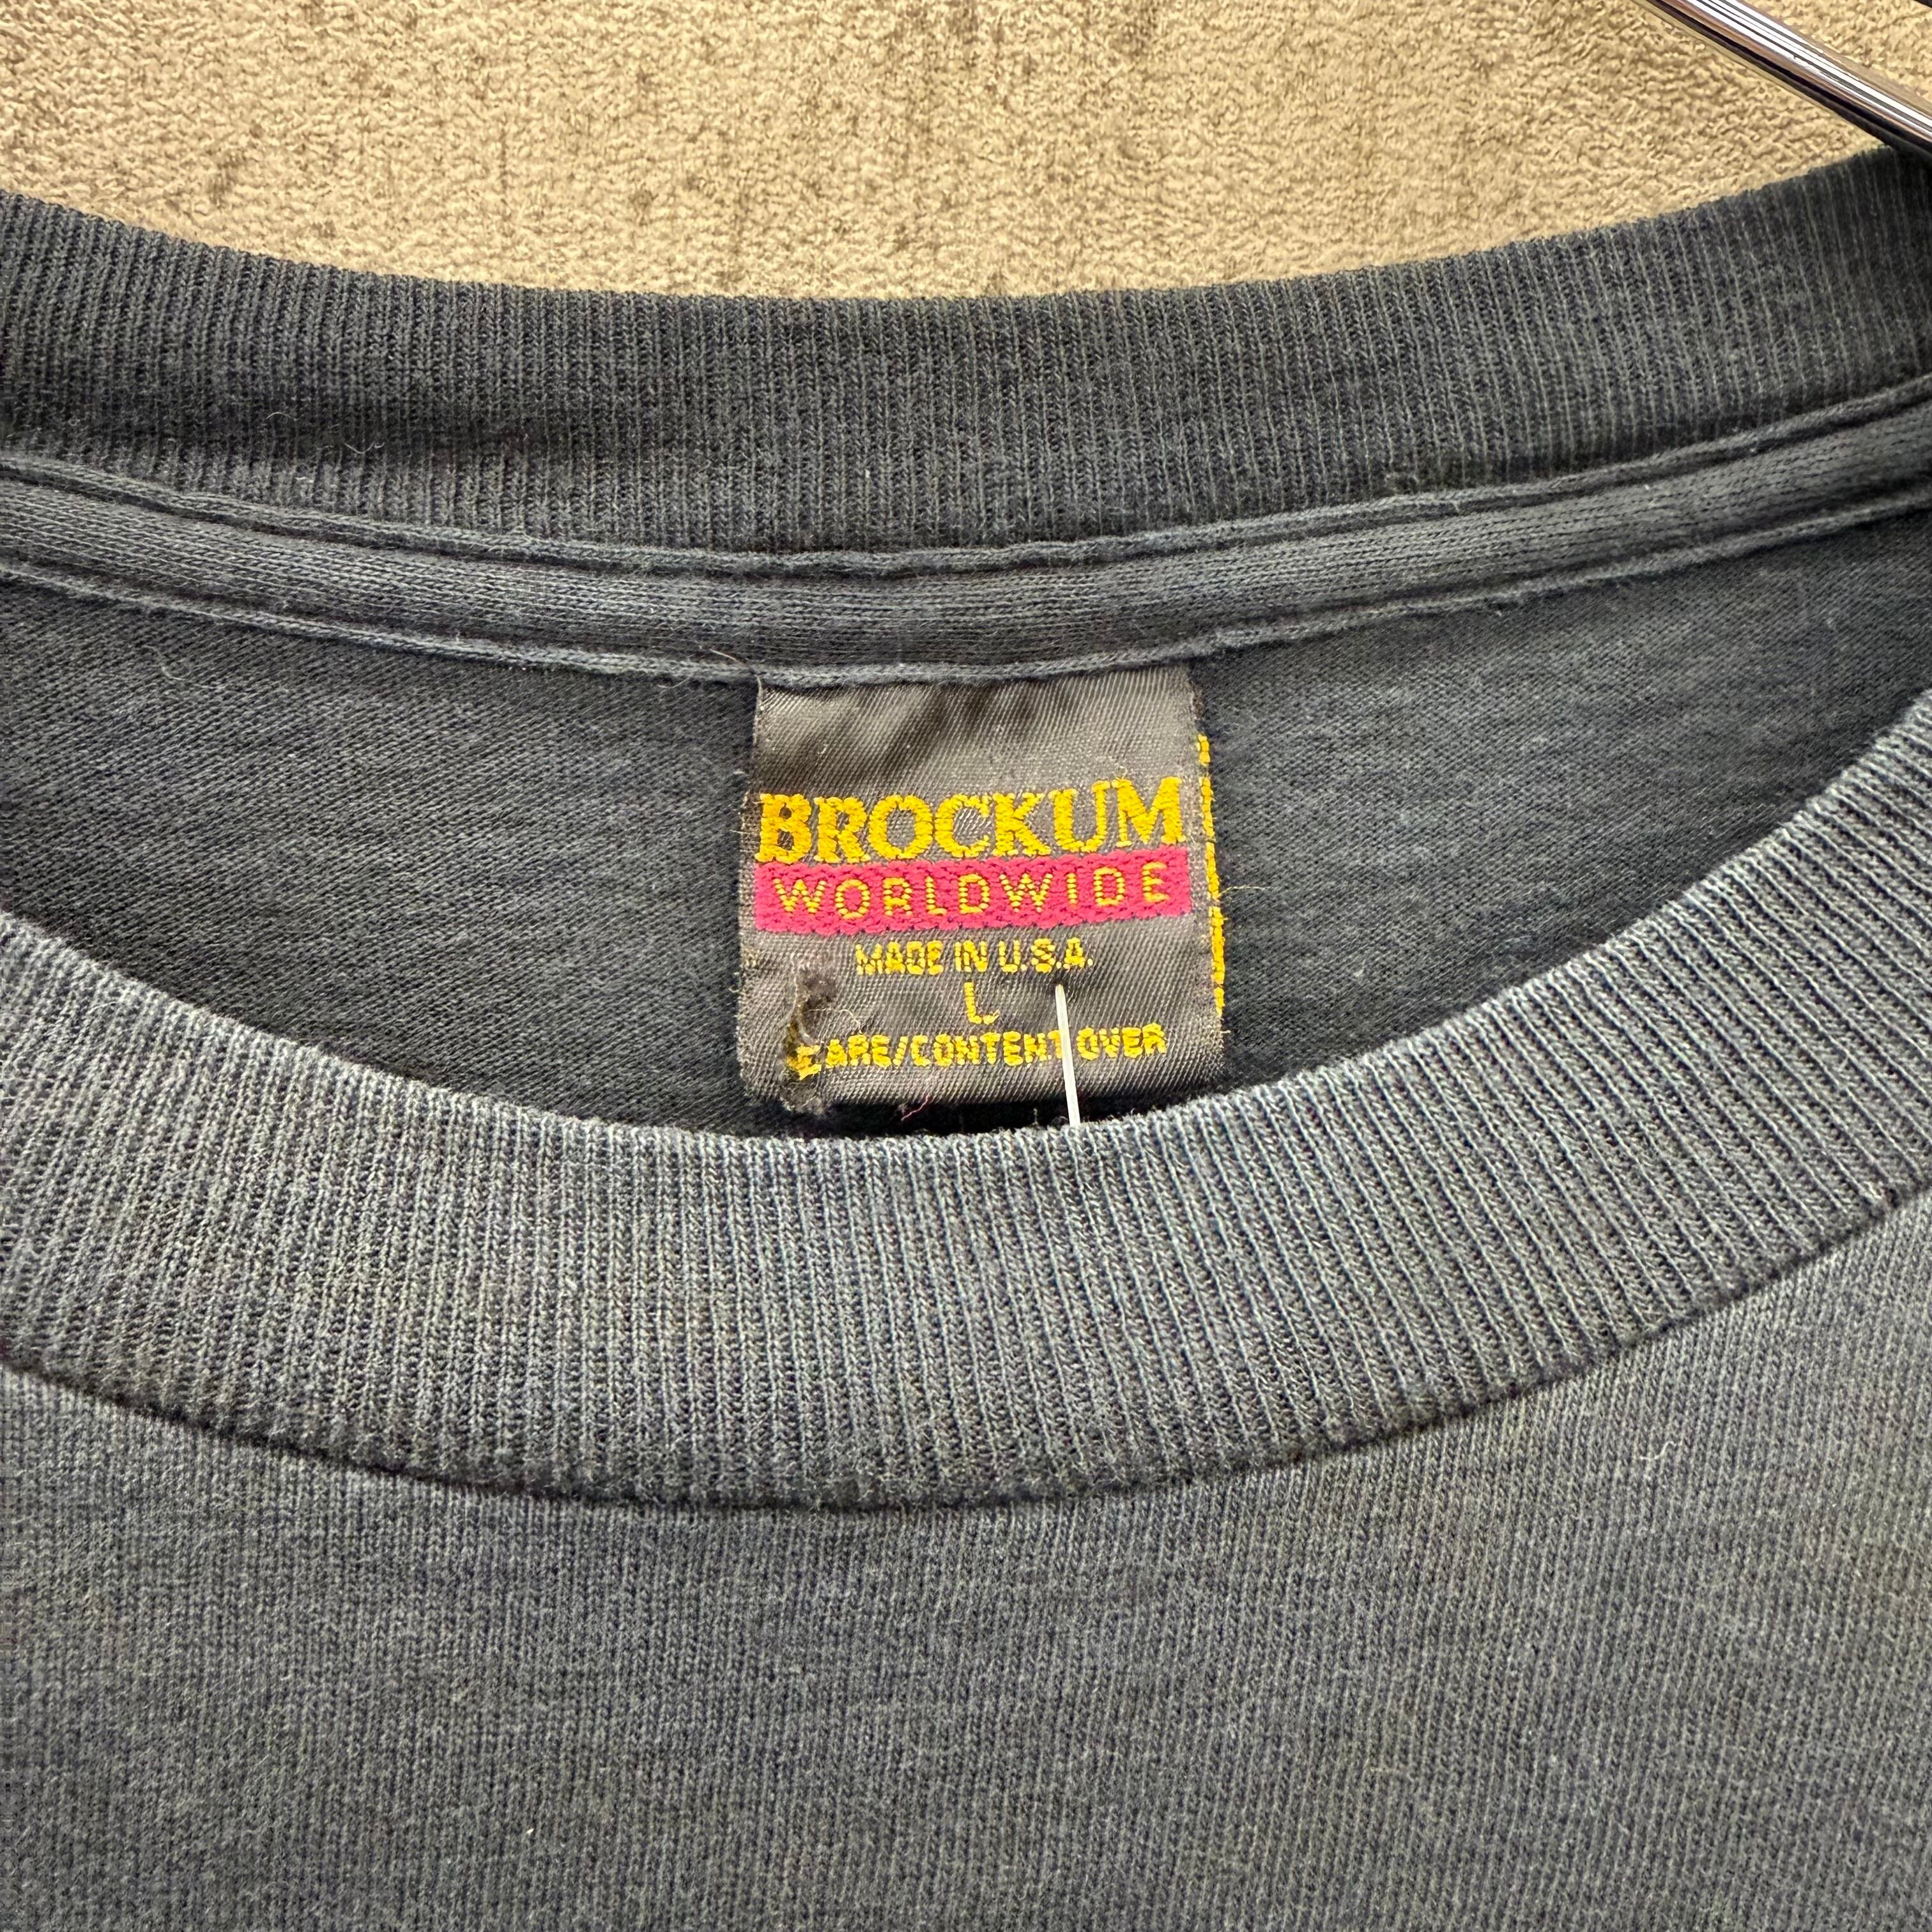 BROCKUM
WORLDWIDE
MADE IN U.S.A.
L
CARE/CONTENT OVER